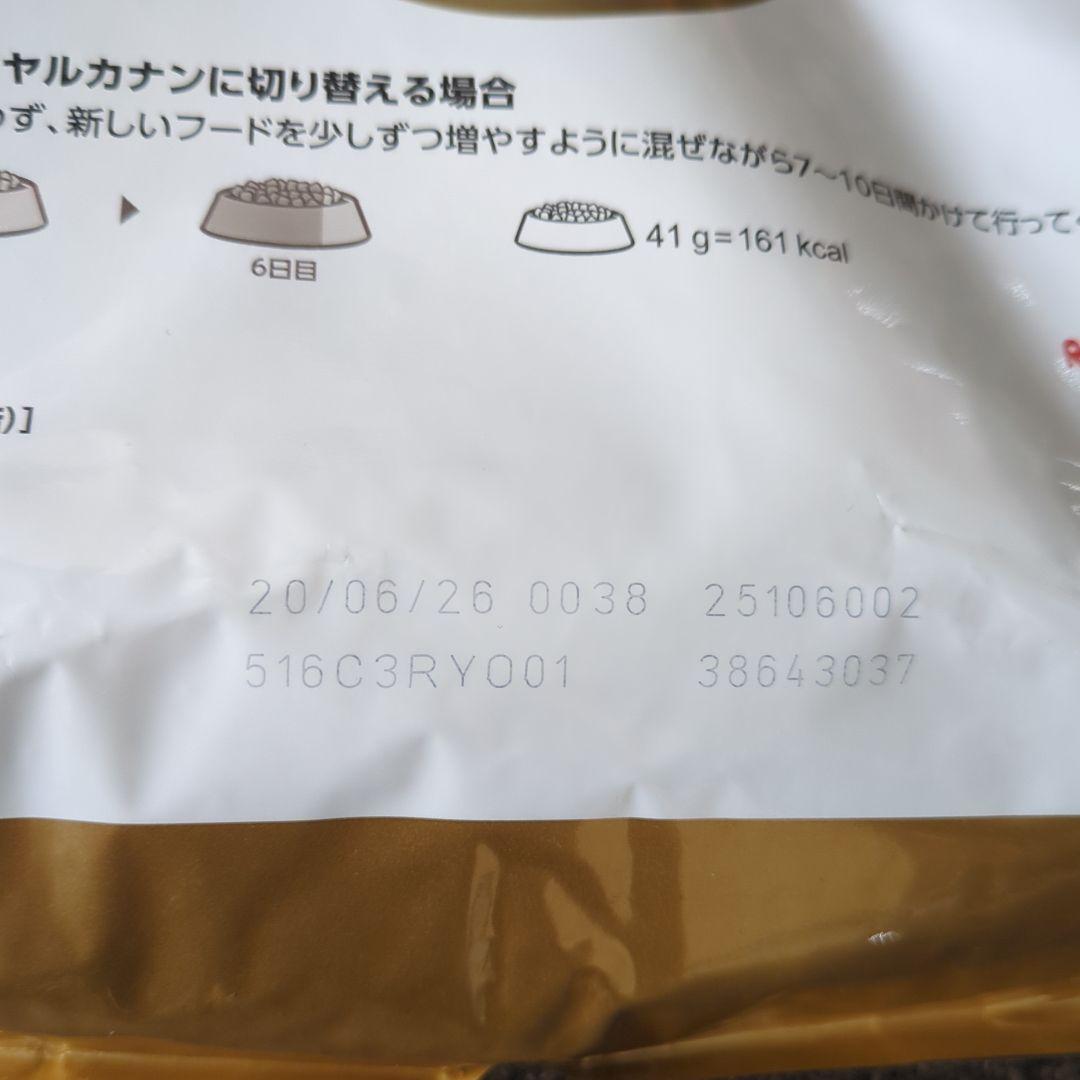 ヤルカナンに切り替える場合
ず、新しいフードを少しずつ増やすように混ぜながら7〜10日間かけて行って
6日目
41 g=161 kcal
)]
20/06/26 0038 25106002
516C3RY001 38643037